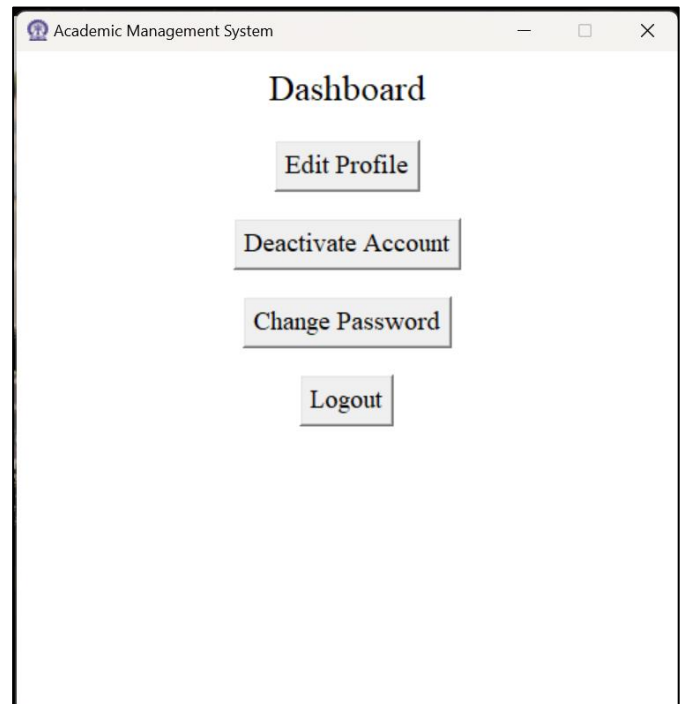 Academic Management System
Dashboard
Edit Profile
Deactivate Account
Change Password
Logout